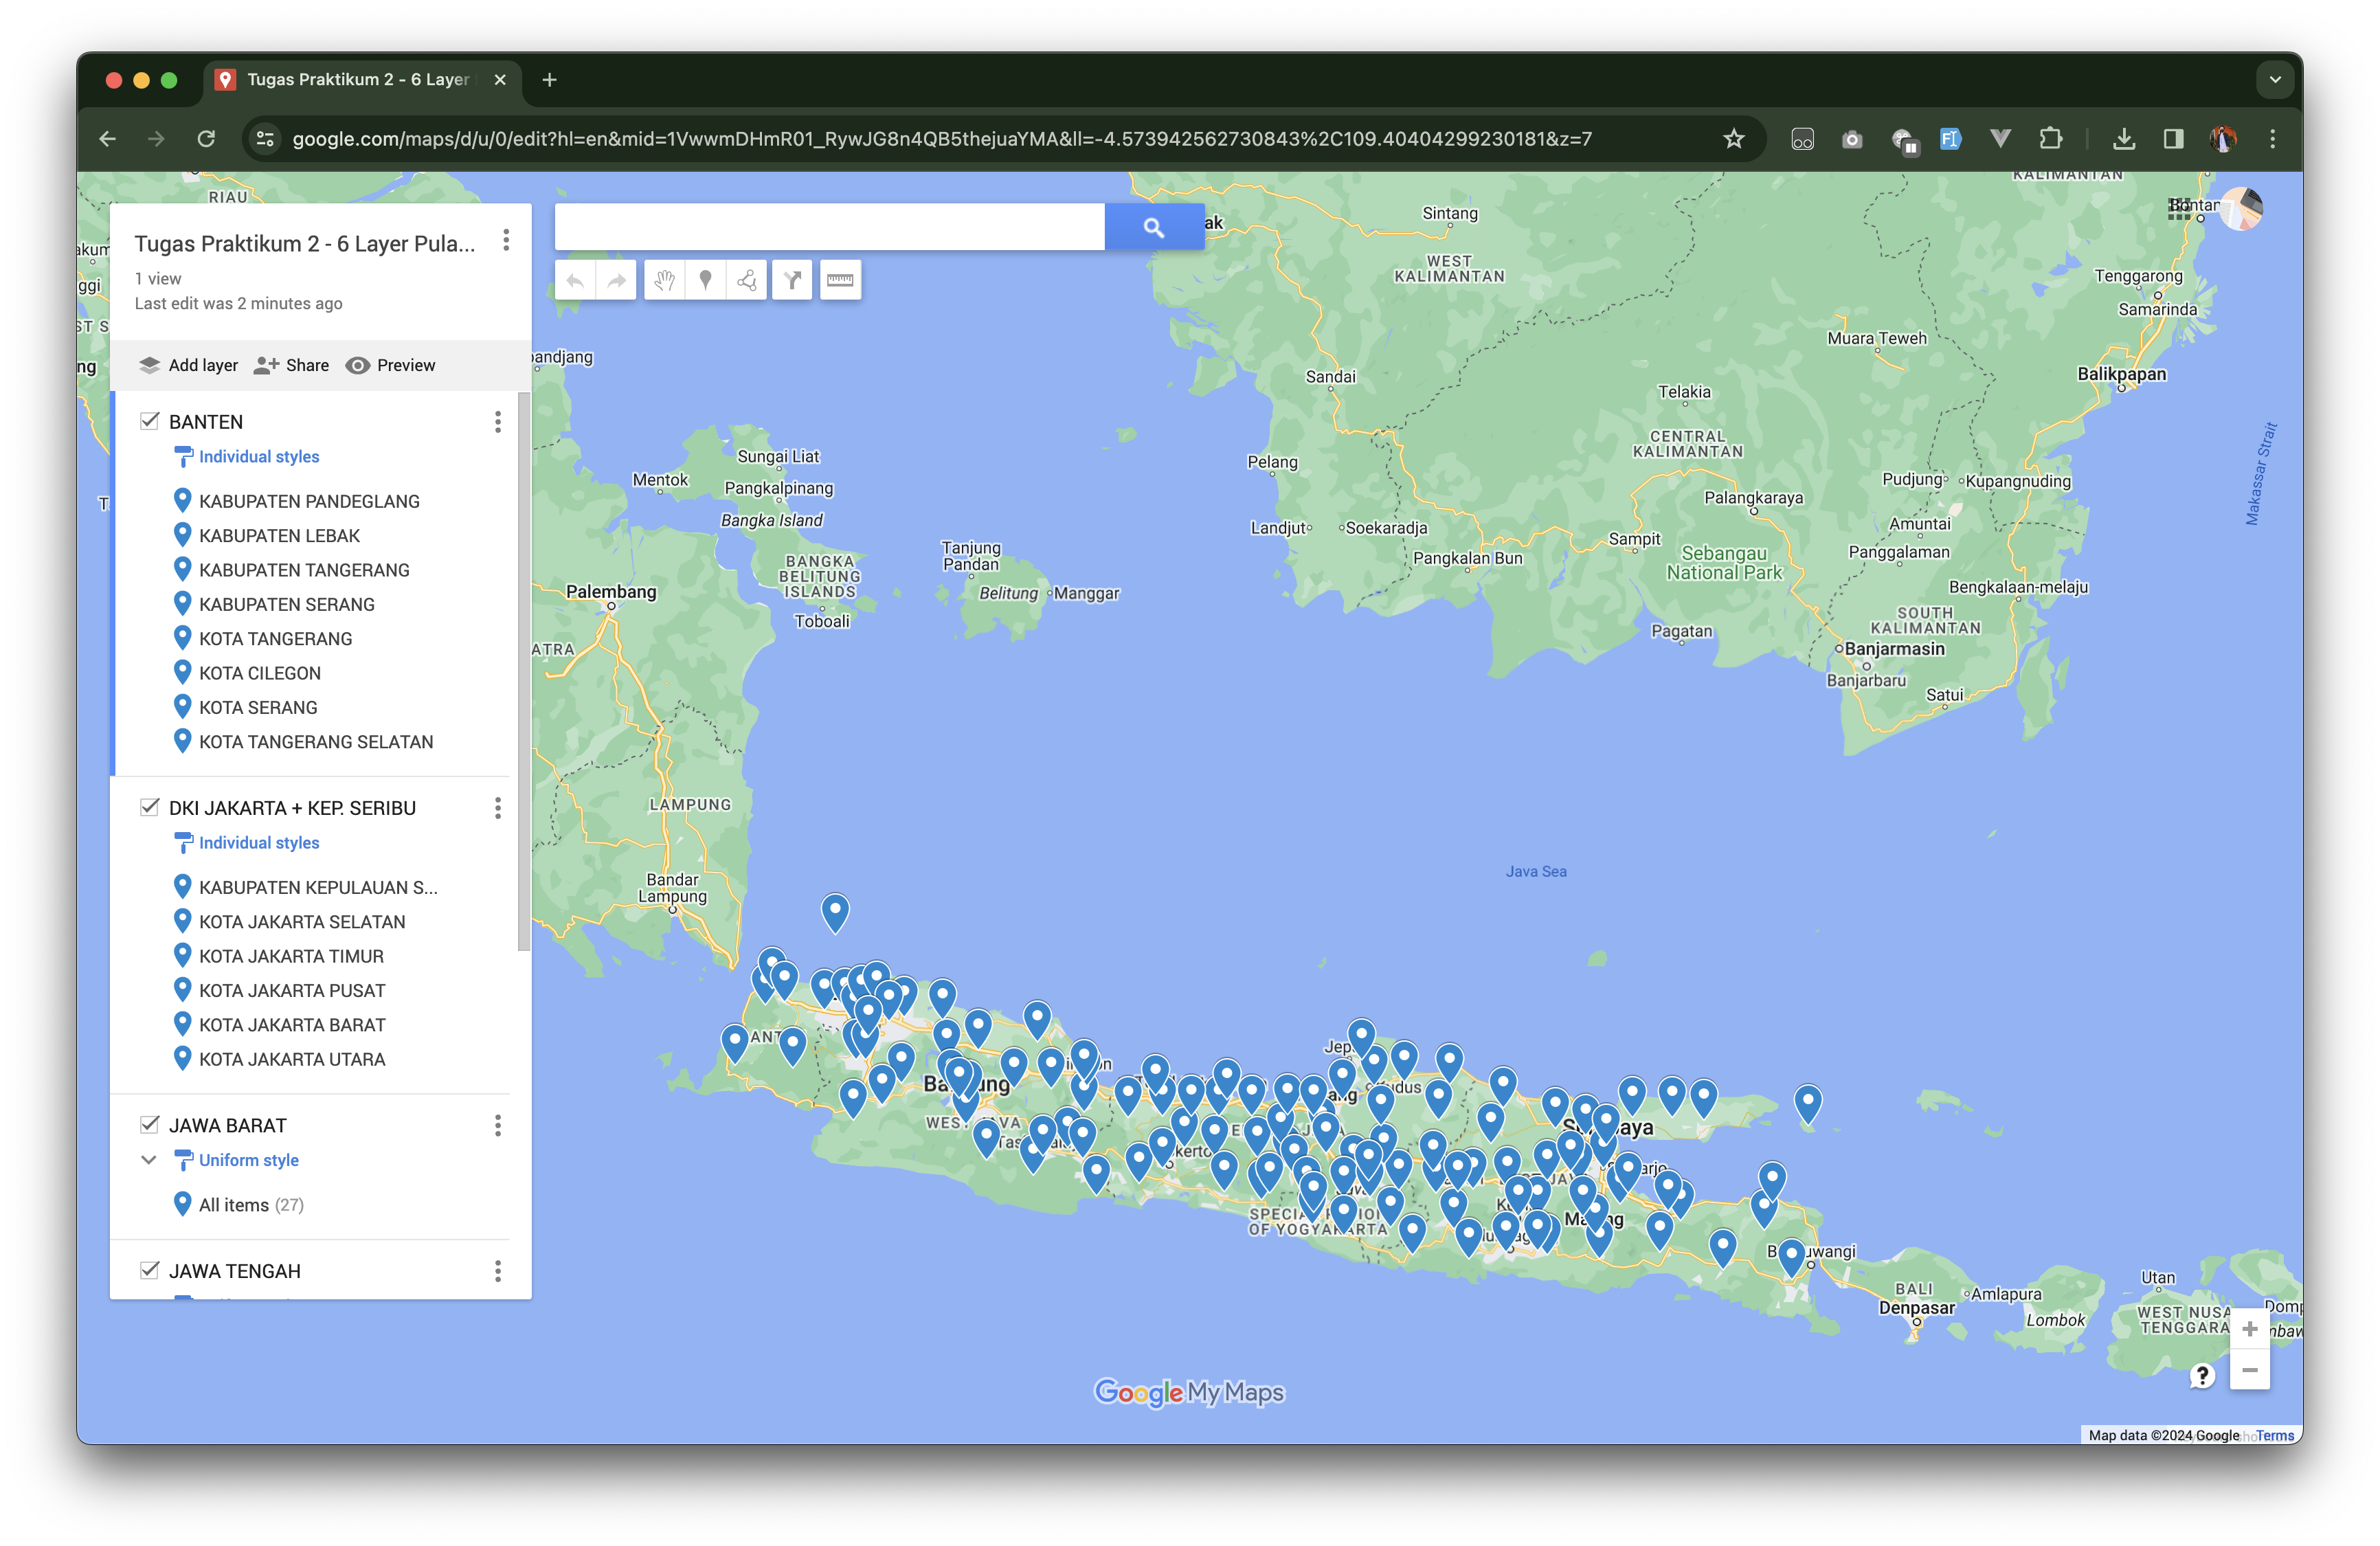 Tugas Praktikum 2 - 6 Layer
google.com/maps/d/u/0/edit?hl=en&mid=1VwwmDHmR01_RywJG8n4QB5thejuaYMA&ll=-4.573942562730843%2C109.40404299230181&z=7
Tugas Praktikum 2 - 6 Layer Pula...
1 view
Last edit was 2 minutes ago
Add layer Share Preview
BANTEN
Individual styles
KABUPATEN PANDEGLANG
KABUPATEN LEBAK
KABUPATEN TANGERANG
KABUPATEN SERANG
KOTA TANGERANG
KOTA CILEGON
KOTA SERANG
KOTA TANGERANG SELATAN
DKI JAKARTA + KEP. SERIBU
Individual styles
KABUPATEN KEPULAUAN S...
KOTA JAKARTA SELATAN
KOTA JAKARTA TIMUR
KOTA JAKARTA PUSAT
KOTA JAKARTA BARAT
KOTA JAKARTA UTARA
JAWA BARAT
Uniform style
All items (27)
JAWA TENGAH
RIAU
KALIMANTAN
Sintang
WEST
KALIMANTAN
Tenggarong
Samarinda
Muara Teweh
Balikpapan
Sandai
Telakia
CENTRAL
KALIMANTAN
Makassar Strait
Sungai Liat
Mentok
Pangkalpinang
Bangka Island
Pelang
Palangkaraya
Pudjung
Kupangnuding
Landjut
Soekaradja
Amuntai
Sampit
Panggalaman
Tanjung
Pandan
BANGKA
BELITUNG
ISLANDS
Pangkalan Bun
Sebangau
National Park
Palembang
Belitung
Manggar
Bengkalaan-melaju
Toboali
SOUTH
KALIMANTAN
Pagatan
Banjarmasin
Banjarbaru
Satui
LAMPUNG
Java Sea
Bandar
Lampung
SPECIAL REGION
OF YOGYAKARTA
BALI
Denpasar
Amlapura
Lombok
Utan
WEST NUSA
TENGGARA
Google My Maps
?
Map data ©2024 Google
Terms